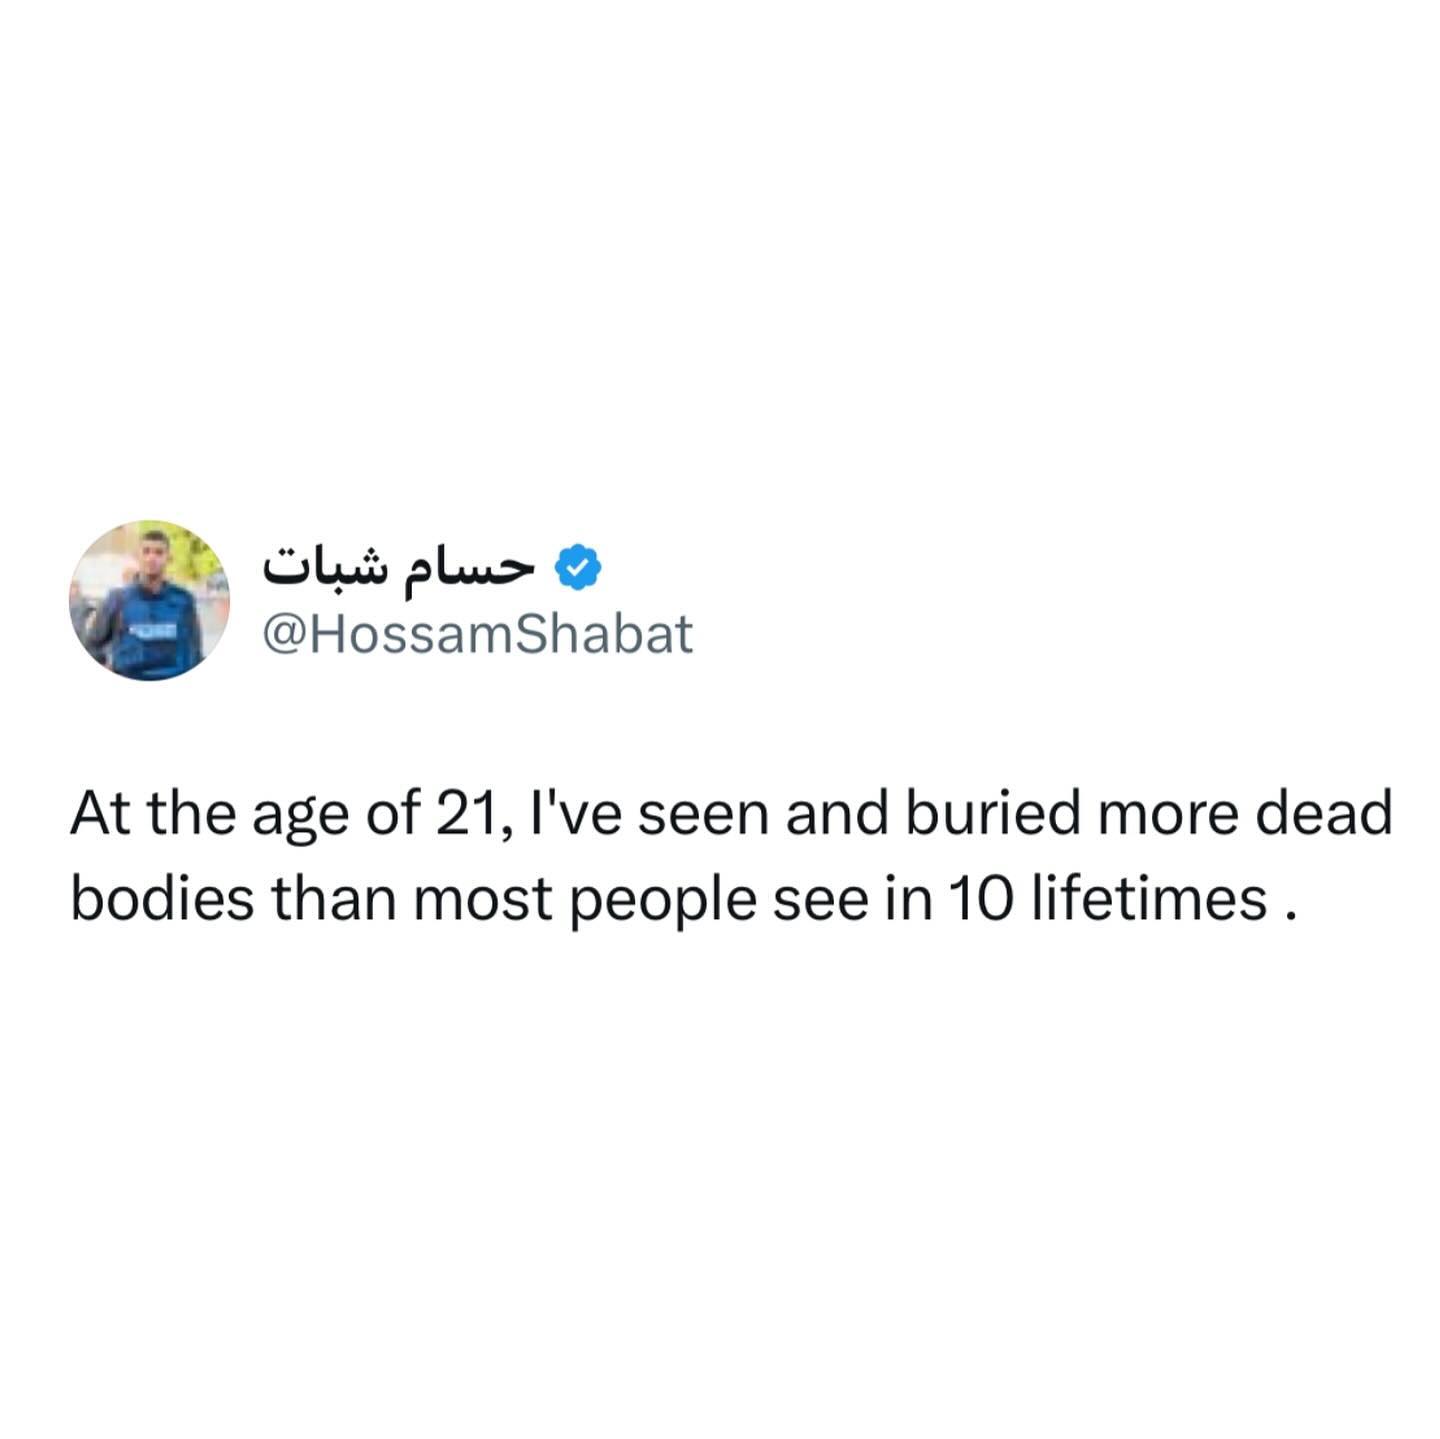 حسام شبات
@HossamShabat
At the age of 21, I've seen and buried more dead
bodies than most people see in 10 lifetimes .